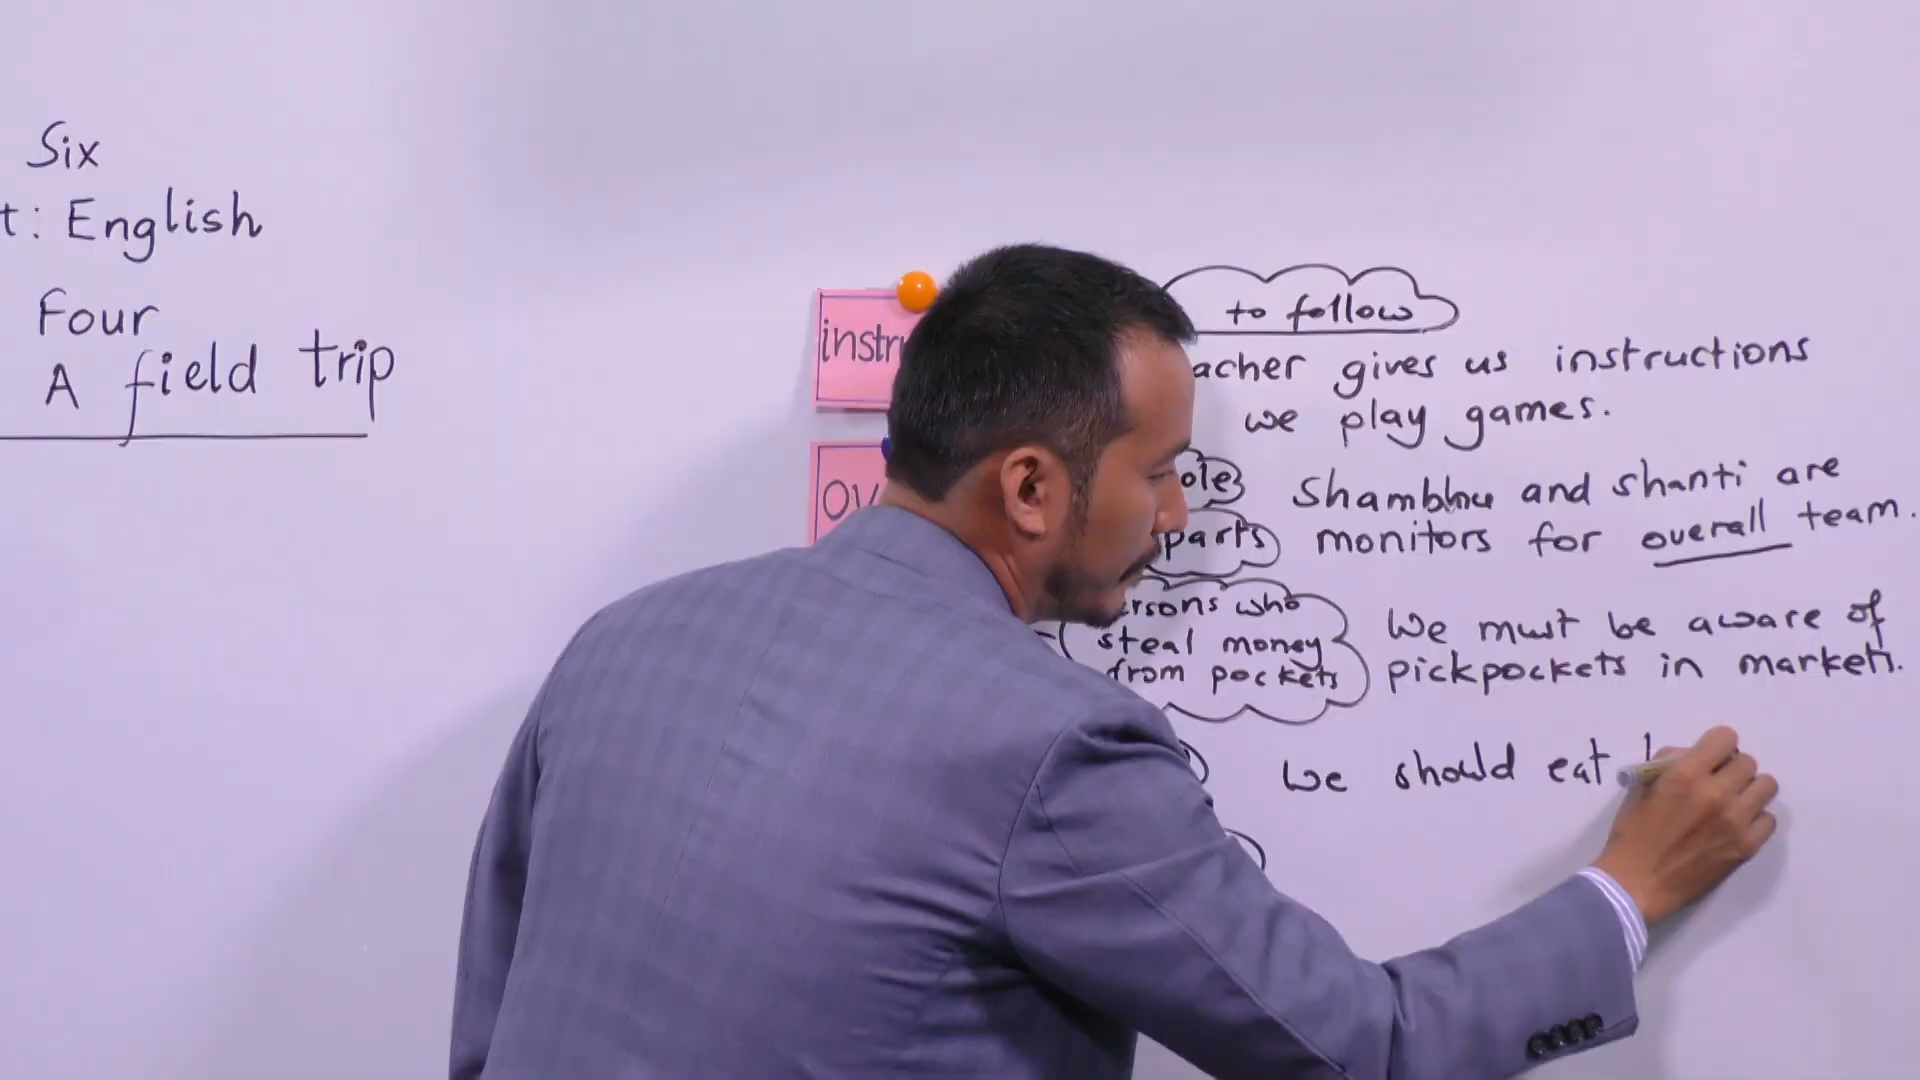 Six
t: English
Four
A field trip
instr
ov
to follow
acher gives us instructions
we play games.
ole
parts
Shambhu and Shanti are
monitors for overall team.
rsons who
steal money
from pockets
We must be aware of
pickpockets in markets.
We should eat